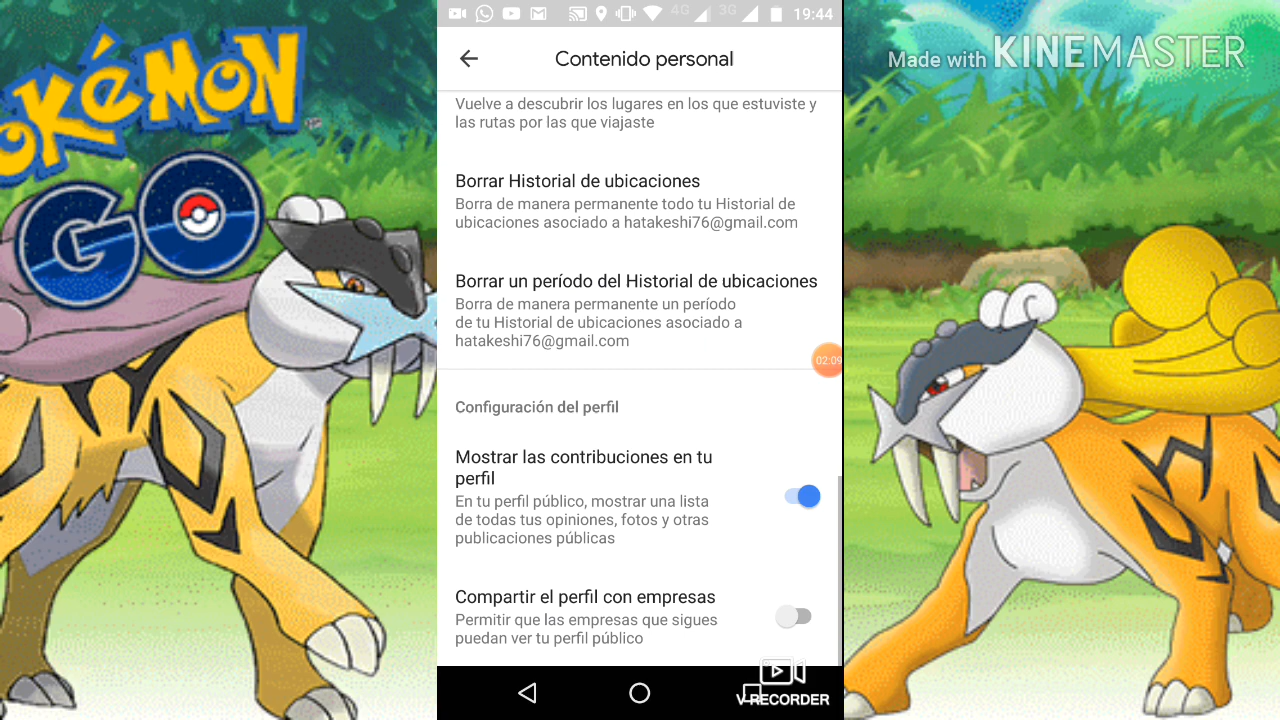 POKéMON
GO
Made with KINEMASTER
4G 3G 19:44
Contenido personal
Vuelve a descubrir los lugares en los que estuviste y
las rutas por las que viajaste
Borrar Historial de ubicaciones
Borra de manera permanente todo tu Historial de
ubicaciones asociado a hatakeshi76@gmail.com
Borrar un período del Historial de ubicaciones
Borra de manera permanente un período
de tu Historial de ubicaciones asociado a
hatakeshi76@gmail.com
02:09
Configuración del perfil
Mostrar las contribuciones en tu
perfil
En tu perfil público, mostrar una lista
de todas tus opiniones, fotos y otras
publicaciones públicas
Compartir el perfil con empresas
Permitir que las empresas que sigues
puedan ver tu perfil público
V RECORDER